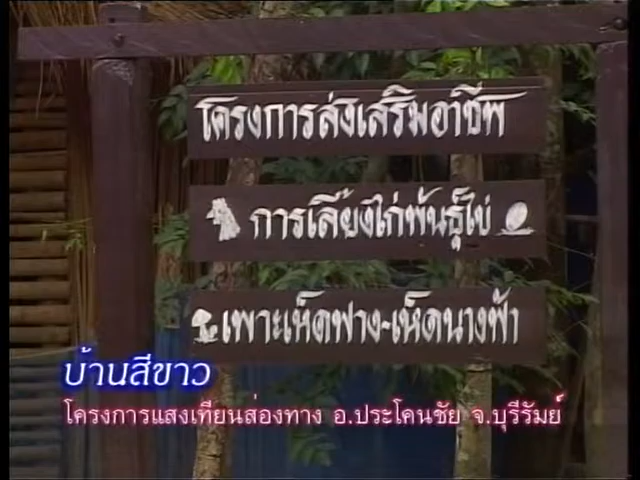 โครงการส่งเสริมอาชีพ
การเลี้ยงไก่พันธุ์ไข่
เพาะเห็ดฟาง-เห็ดนางฟ้า
บ้านสีขาว
โครงการแสงเทียนส่องทาง อ.ประโคนชัย จ.บุรีรัมย์